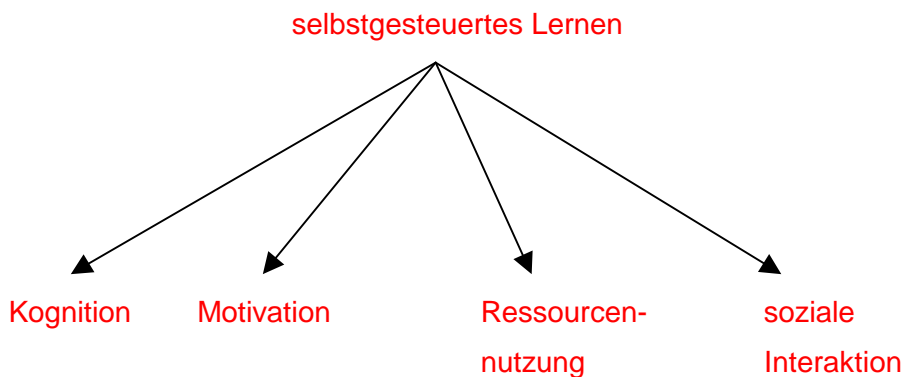 selbstgesteuertes Lernen
Kognition
Motivation
Ressourcen-
nutzung
soziale
Interaktion